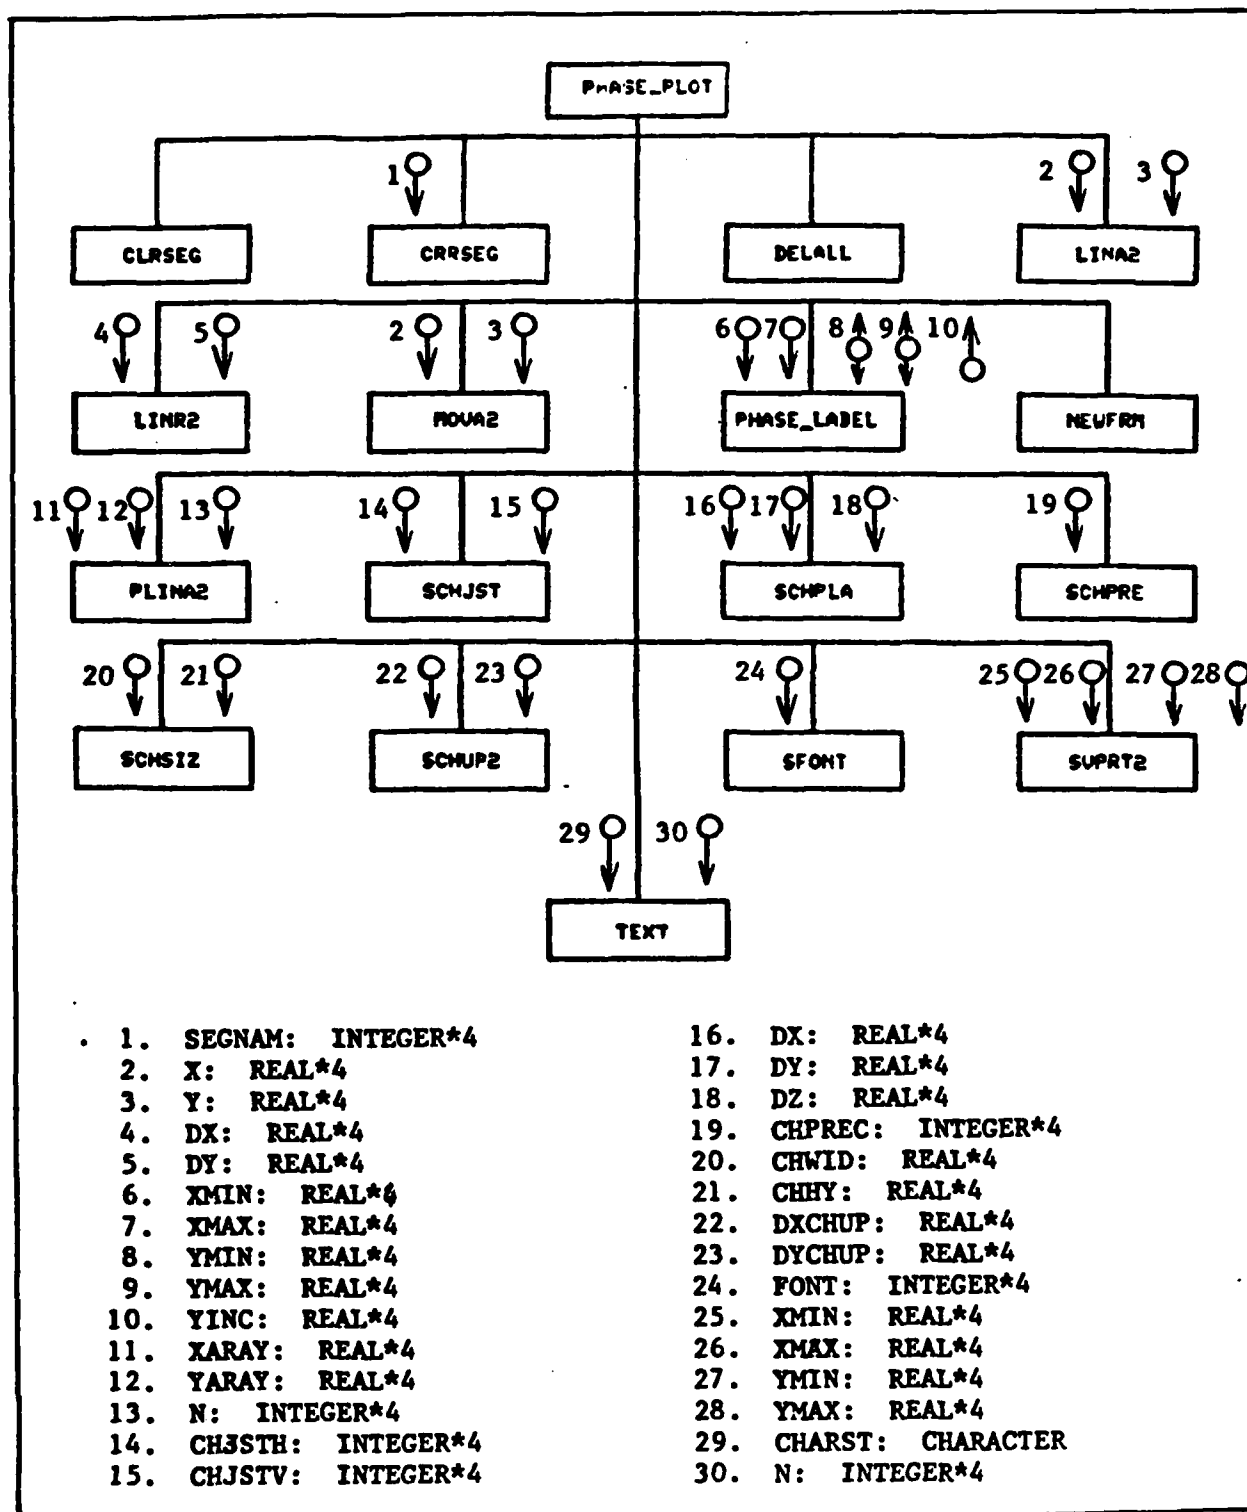 PHASE_PLOT
1 2 3
CLRSEG CRRSEG DELALL LINA2
4 5 2 3 6 7 8 9 10
LINR2 MOVA2 PHASE_LABEL NEWFRM
11 12 13 14 15 16 17 18 19
PLINA2 SCHJST SCHPLA SCHPRE
20 21 22 23 24 25 26 27 28
SCHSIZ SCHUP2 SFONT SVPRT2
29 30
TEXT
1. SEGNAM: INTEGER*4
2. X: REAL*4
3. Y: REAL*4
4. DX: REAL*4
5. DY: REAL*4
6. XMIN: REAL*4
7. XMAX: REAL*4
8. YMIN: REAL*4
9. YMAX: REAL*4
10. YINC: REAL*4
11. XARAY: REAL*4
12. YARAY: REAL*4
13. N: INTEGER*4
14. CHJSTH: INTEGER*4
15. CHJSTV: INTEGER*4
16. DX: REAL*4
17. DY: REAL*4
18. DZ: REAL*4
19. CHPREC: INTEGER*4
20. CHWID: REAL*4
21. CHHY: REAL*4
22. DXCHUP: REAL*4
23. DYCHUP: REAL*4
24. FONT: INTEGER*4
25. XMIN: REAL*4
26. XMAX: REAL*4
27. YMIN: REAL*4
28. YMAX: REAL*4
29. CHARST: CHARACTER
30. N: INTEGER*4